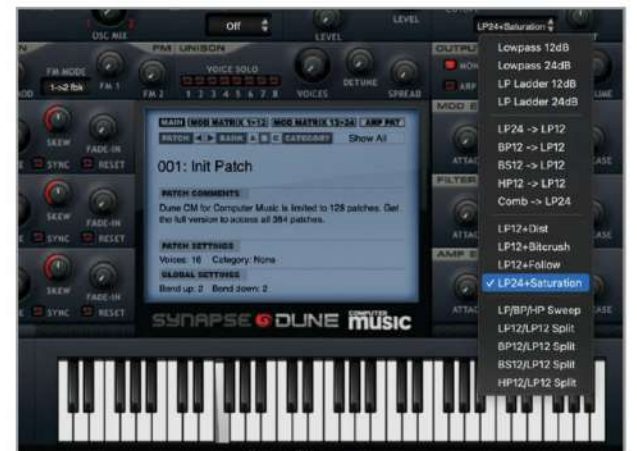 OSC MIX
Off
LEVEL
LEVEL
LP24+Saturation
FM UNISON
FM MODE
1->2 fbk
FM 1
FM 2
VOICE SOLO
1 2 3 4 5 6 7 8
VOICES
DETUNE
SPREAD
MAIN MOD MATRIX 1>12 MOD MATRIX 13>24 AMP PAT
PATCH BANK A B C CATEGORY Show All
001: Init Patch
PATCH COMMENTS
Dune CM for Computer Music is limited to 128 patches. Get
the full version to access all 384 patches.
PATCH SETTINGS
Voices: 16 Category: None
GLOBAL SETTINGS
Bend up: 2 Bend down: 2
SKEW
FADE-IN
SYNC RESET
SKEW
FADE-IN
SYNC RESET
SKEW
FADE-IN
SYNC RESET
SYNAPSE DUNE COMPUTER MUSIC
Lowpass 12dB
Lowpass 24dB
LP Ladder 12dB
LP Ladder 24dB
LP24 -> LP12
BP12 -> LP12
BS12 -> LP12
HP12 -> LP12
Comb -> LP24
LP12+Dist
LP12+Bitcrush
LP12+Follow
✓ LP24+Saturation
LP/BP/HP Sweep
LP12/LP12 Split
BP12/LP12 Split
BS12/LP12 Split
HP12/LP12 Split